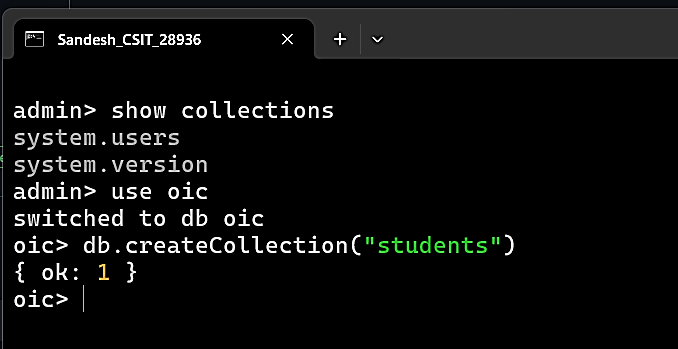 Sandesh_CSIT_28936
admin> show collections
system.users
system.version
admin> use oic
switched to db oic
oic> db.createCollection("students")
{ ok: 1 }
oic>